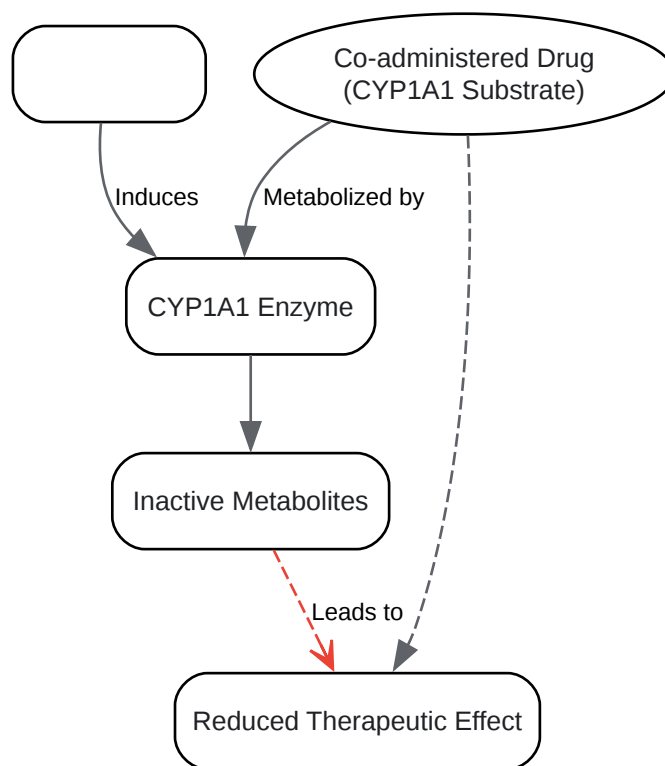 Co-administered Drug
(CYP1A1 Substrate)
Induces
Metabolized by
CYP1A1 Enzyme
Inactive Metabolites
Leads to
Reduced Therapeutic Effect